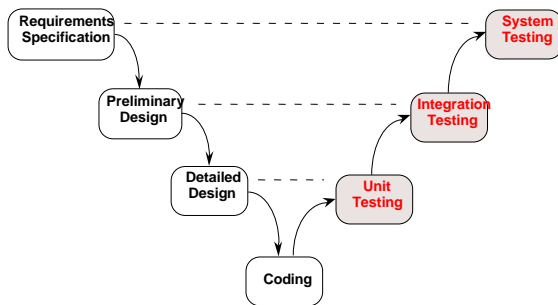 Requirements
Specification
System
Testing
Preliminary
Design
Integration
Testing
Detailed
Design
Unit
Testing
Coding